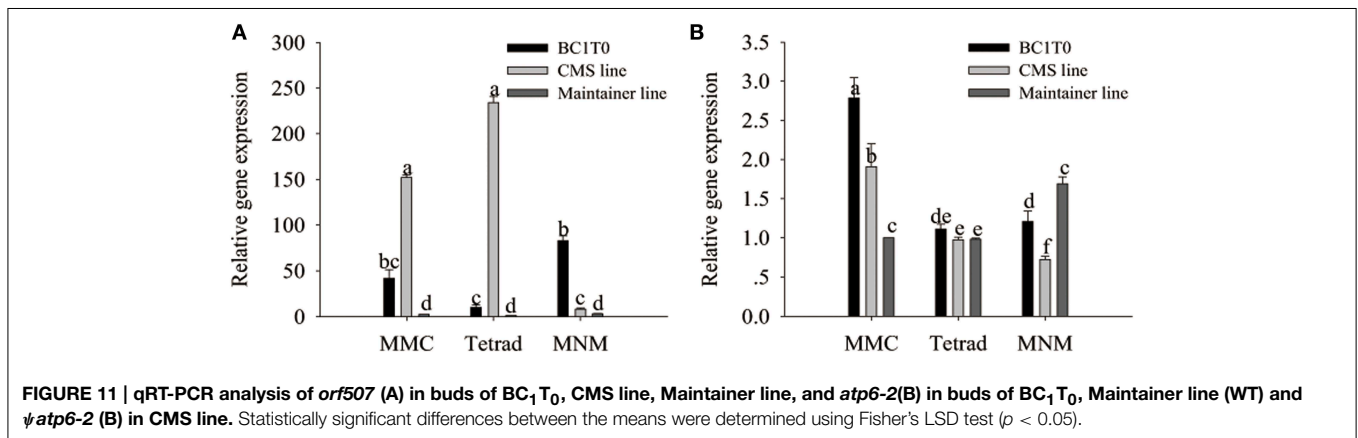 A
300
250
200
150
100
50
0
Relative gene expression
BC1T0
CMS line
Maintainer line
bc
a
d
c
a
d
b
c
d
MMC Tetrad MNM
B
3.5
3.0
2.5
2.0
1.5
1.0
.5
0
Relative gene expression
BC1T0
CMS line
Maintainer line
a
b
c
de
e
e
d
f
c
MMC Tetrad MNM
FIGURE 11 | qRT-PCR analysis of orf507 (A) in buds of BC₁T₀, CMS line, Maintainer line, and atp6-2(B) in buds of BC₁T₀, Maintainer line (WT) and
ψatp6-2 (B) in CMS line. Statistically significant differences between the means were determined using Fisher's LSD test (p < 0.05).